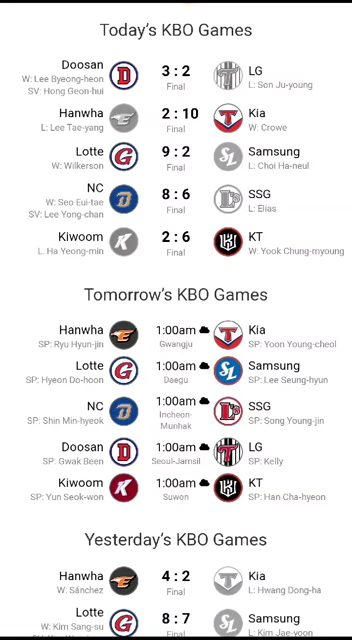 Today's KBO Games
Doosan 3 : 2 LG
W: Lee Byeong-heon Final L: Son Ju-young
SV: Hong Geon-hui
Hanwha 2 : 10 Kia
L: Lee Tae-yang Final W: Crowe
Lotte 9 : 2 Samsung
W: Wilkerson Final L: Choi Ha-neul
NC 8 : 6 SSG
W: Seo Eui-tae Final L: Elias
SV: Lee Yong-chan
Kiwoom 2 : 6 KT
L: Ha Yeong-min Final W: Yook Chung-myoung
Tomorrow's KBO Games
Hanwha 1:00am Kia
SP: Ryu Hyun-jin Gwangju SP: Yoon Young-cheol
Lotte 1:00am Samsung
SP: Hyeon Do-hoon Daegu SP: Lee Seung-hyun
NC 1:00am SSG
SP: Shin Min-hyeok Incheon-Munhak SP: Song Young-jin
Doosan 1:00am LG
SP: Gwak Been Seoul-Jamsil SP: Kelly
Kiwoom 1:00am KT
SP: Yun Seok-won Suwon SP: Han Cha-hyeon
Yesterday's KBO Games
Hanwha 4 : 2 Kia
W: Sánchez Final L: Hwang Dong-ha
Lotte 8 : 7 Samsung
W: Kim Sang-su Final L: Kim Jae-yoon